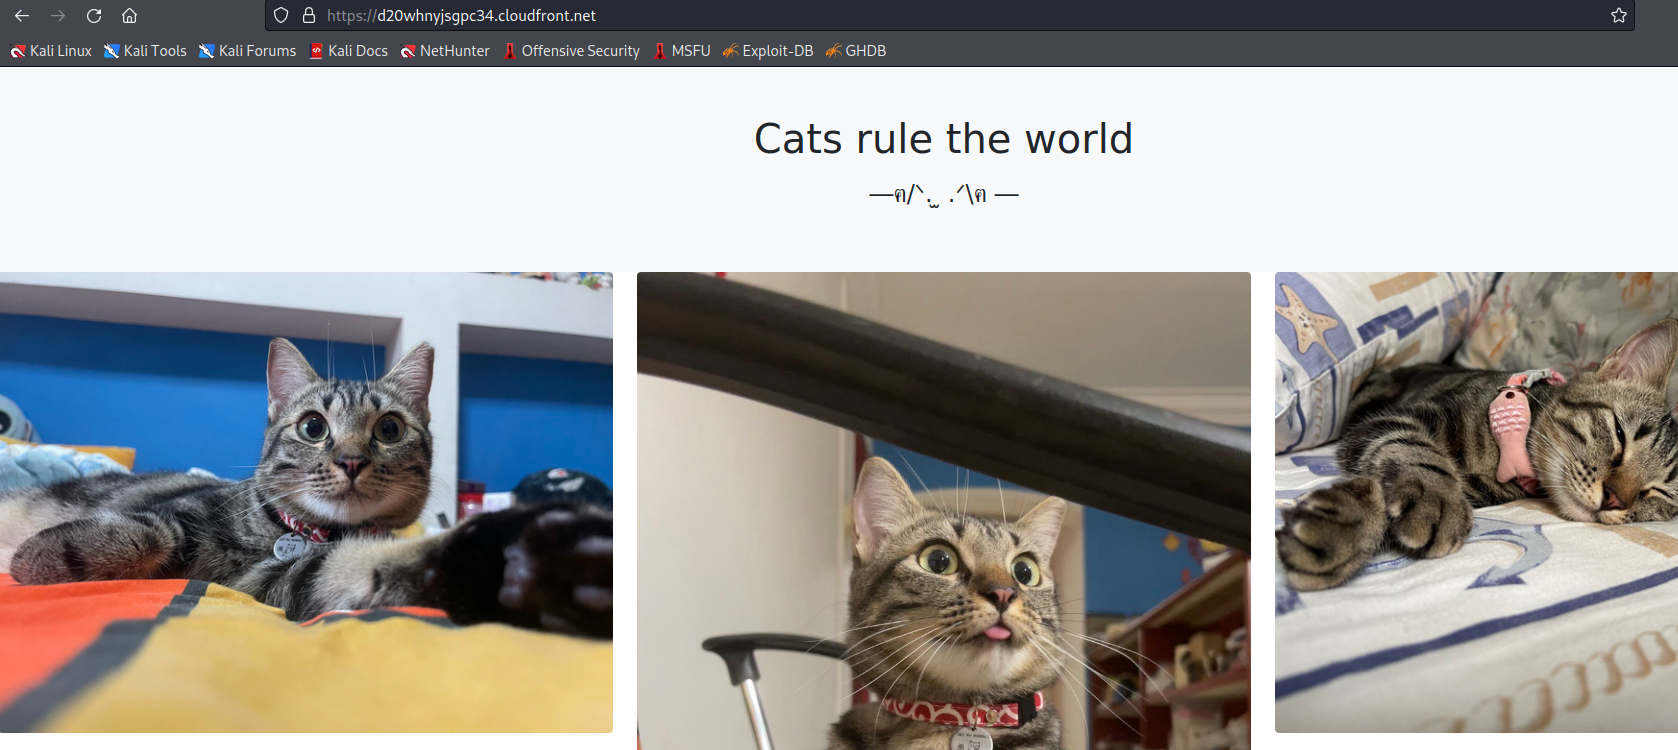 https://d20whnyjsgpc34.cloudfront.net
Kali Linux Kali Tools Kali Forums Kali Docs NetHunter Offensive Security MSFU Exploit-DB GHDB
Cats rule the world
—ฅ/ᐠ. ̫ .ᐟ\ฅ —